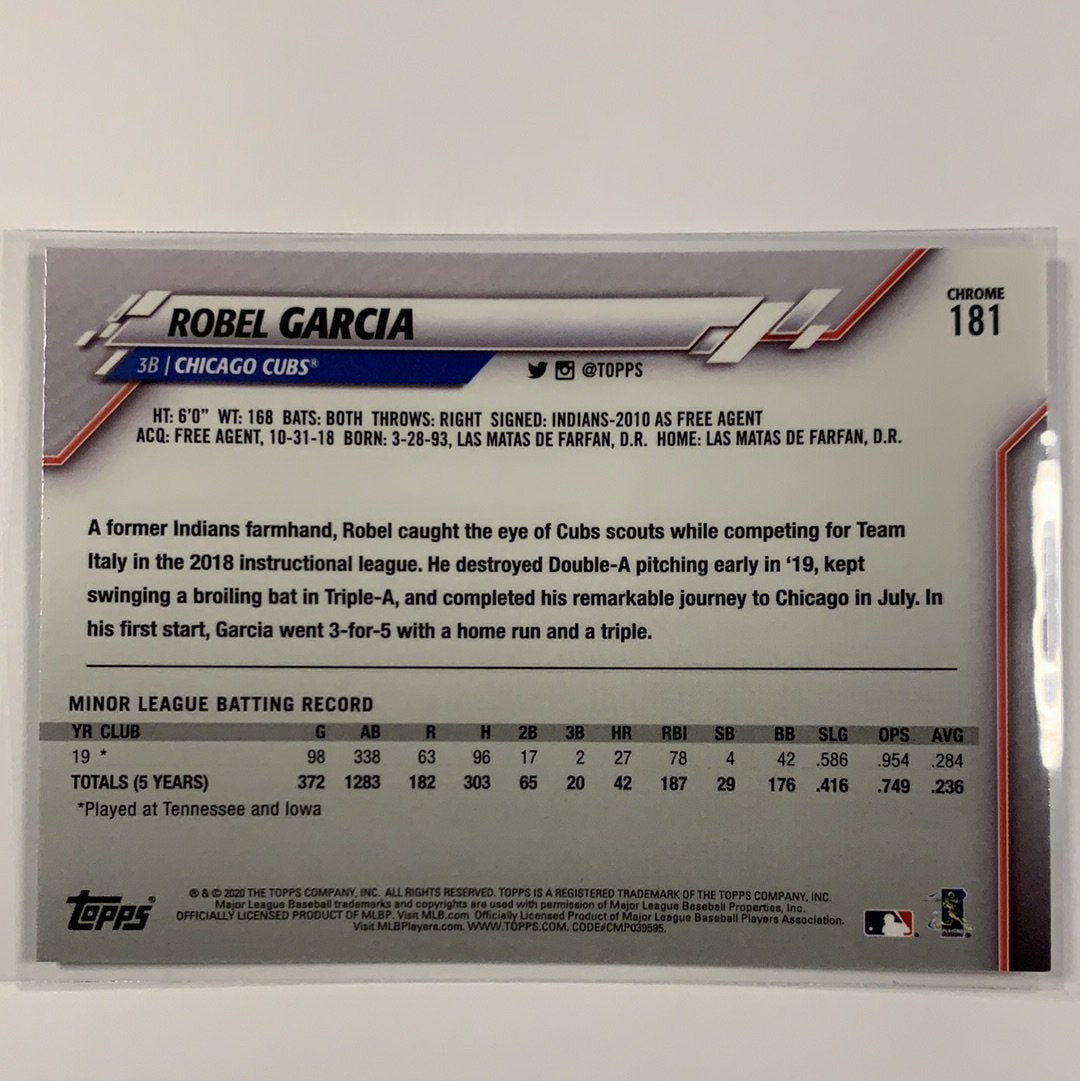 CHROME
181
ROBEL GARCIA
3B | CHICAGO CUBS®
@TOPPS
HT: 6'0" WT: 168 BATS: BOTH THROWS: RIGHT SIGNED: INDIANS-2010 AS FREE AGENT
ACQ: FREE AGENT, 10-31-18 BORN: 3-28-93, LAS MATAS DE FARFAN, D.R. HOME: LAS MATAS DE FARFAN, D.R.
A former Indians farmhand, Robel caught the eye of Cubs scouts while competing for Team
Italy in the 2018 instructional league. He destroyed Double-A pitching early in '19, kept
swinging a broiling bat in Triple-A, and completed his remarkable journey to Chicago in July. In
his first start, Garcia went 3-for-5 with a home run and a triple.
MINOR LEAGUE BATTING RECORD
YR CLUB G AB R H 2B 3B HR RBI SB BB SLG OPS AVG
19 * 98 338 63 96 17 2 27 78 4 42 .586 .954 .284
TOTALS (5 YEARS) 372 1283 182 303 65 20 42 187 29 176 .416 .749 .236
*Played at Tennessee and Iowa
Topps®
® & © 2020 THE TOPPS COMPANY, INC. ALL RIGHTS RESERVED. TOPPS IS A REGISTERED TRADEMARK OF THE TOPPS COMPANY, INC.
Major League Baseball trademarks and copyrights are used with permission of Major League Baseball Properties, Inc.
OFFICIALLY LICENSED PRODUCT OF MLBP. Visit MLB.com Officially Licensed Product of Major League Baseball Players Association.
Visit MLBPlayers.com. WWW.TOPPS.COM. CODE#CMP039595.